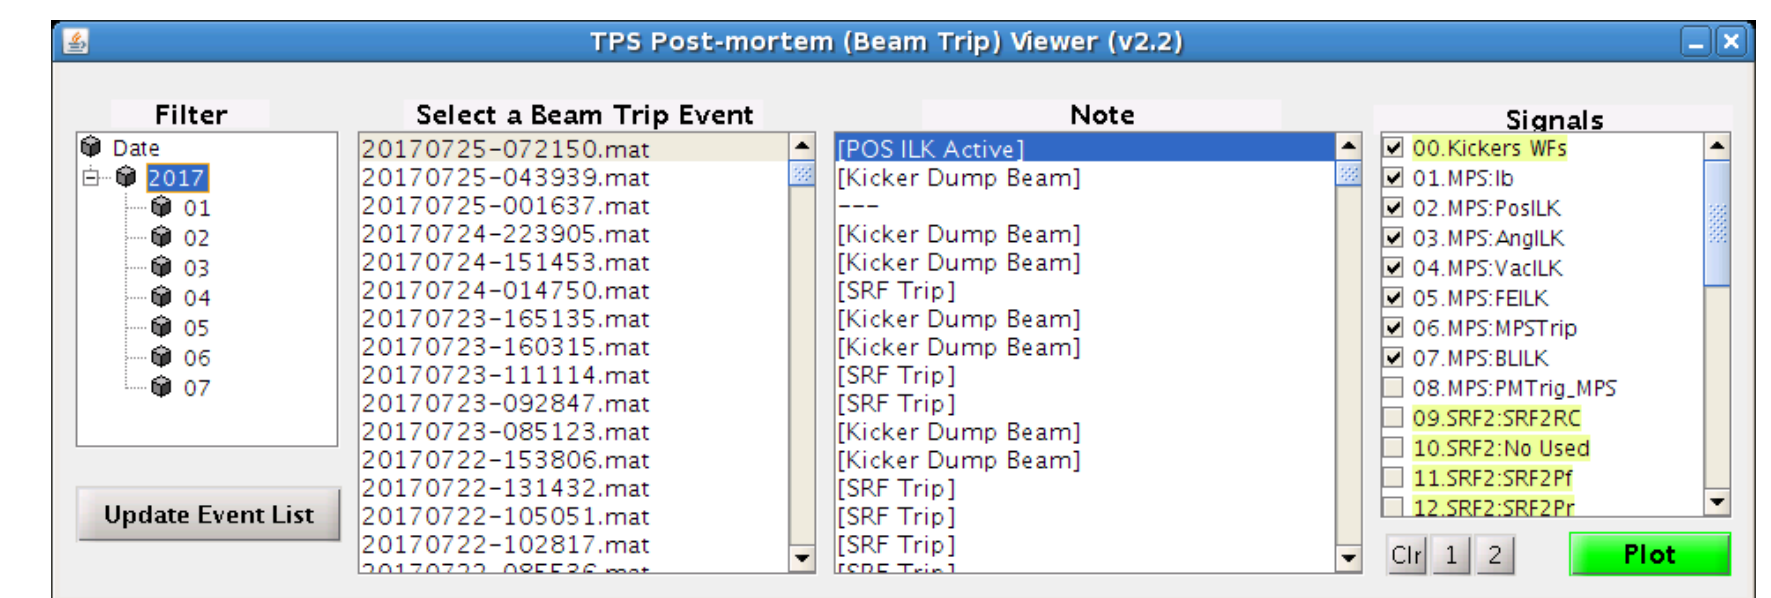 TPS Post-mortem (Beam Trip) Viewer (v2.2)
Filter
Date
2017
01
02
03
04
05
06
07
Update Event List
Select a Beam Trip Event
20170725-072150.mat
20170725-043939.mat
20170725-001637.mat
20170724-223905.mat
20170724-151453.mat
20170724-014750.mat
20170723-165135.mat
20170723-160315.mat
20170723-111114.mat
20170723-092847.mat
20170723-085123.mat
20170722-153806.mat
20170722-131432.mat
20170722-105051.mat
20170722-102817.mat
20170722-085536.mat
Note
[POS ILK Active]
[Kicker Dump Beam]
---
[Kicker Dump Beam]
[Kicker Dump Beam]
[SRF Trip]
[Kicker Dump Beam]
[Kicker Dump Beam]
[SRF Trip]
[SRF Trip]
[Kicker Dump Beam]
[Kicker Dump Beam]
[SRF Trip]
[SRF Trip]
[SRF Trip]
[SRF Trip]
Signals
00.Kickers WFs
01.MPS:Ib
02.MPS:PosILK
03.MPS:AngILK
04.MPS:VacILK
05.MPS:FEILK
06.MPS:MPSTrip
07.MPS:BLILK
08.MPS:PMTrig_MPS
09.SRF2:SRF2RC
10.SRF2:No Used
11.SRF2:SRF2Pf
12.SRF2:SRF2Pr
Clr 1 2 Plot